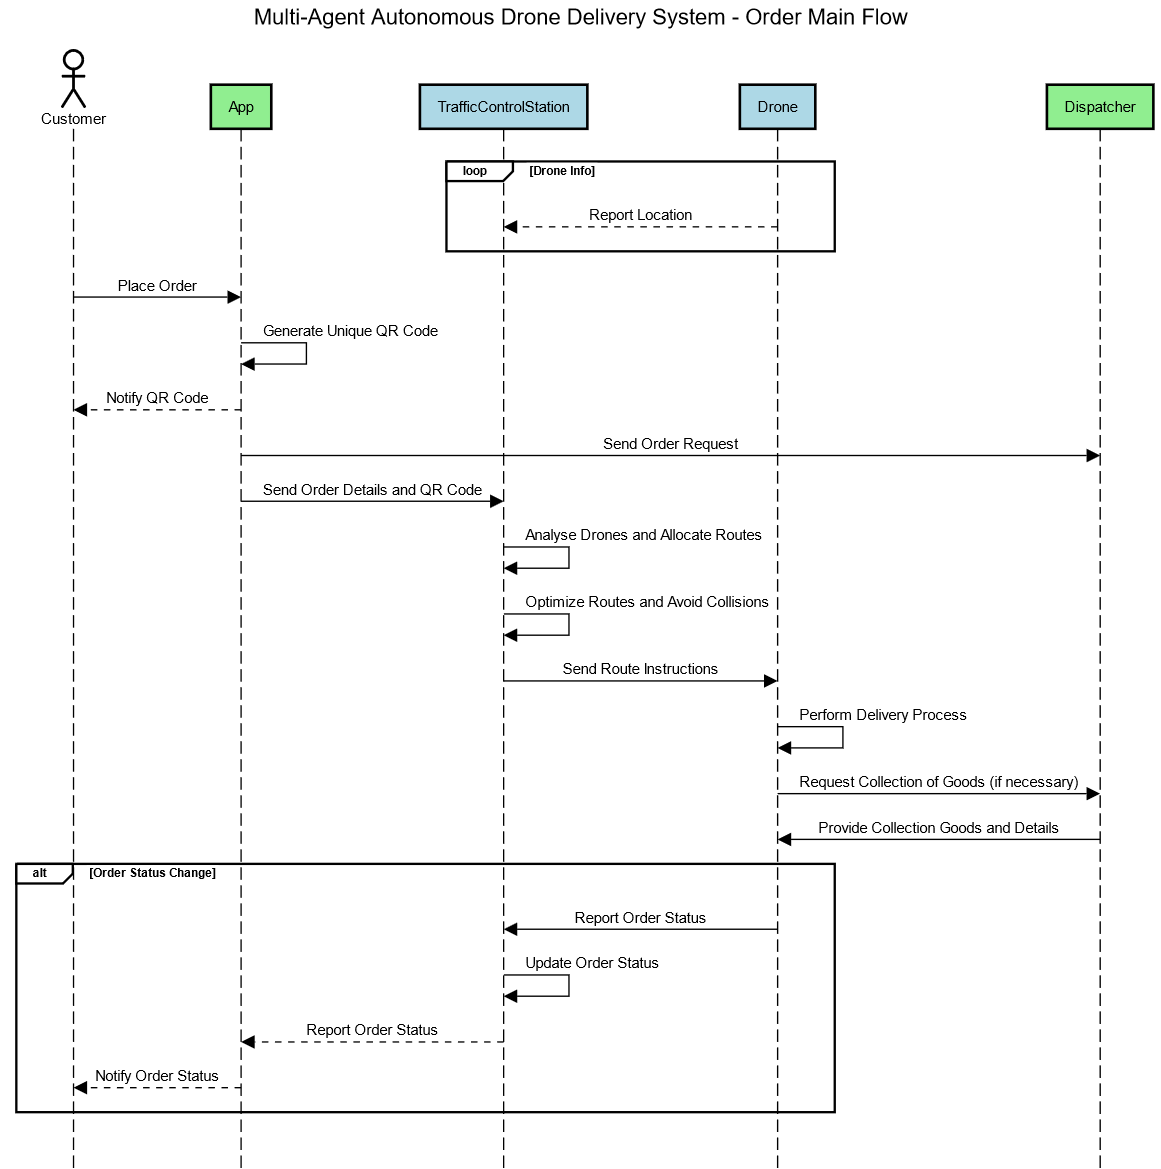 Multi-Agent Autonomous Drone Delivery System - Order Main Flow
Customer
App
TrafficControlStation
Drone
Dispatcher
loop
[Drone Info]
Report Location
Place Order
Generate Unique QR Code
Notify QR Code
Send Order Request
Send Order Details and QR Code
Analyse Drones and Allocate Routes
Optimize Routes and Avoid Collisions
Send Route Instructions
Perform Delivery Process
Request Collection of Goods (if necessary)
Provide Collection Goods and Details
alt
[Order Status Change]
Report Order Status
Update Order Status
Report Order Status
Notify Order Status